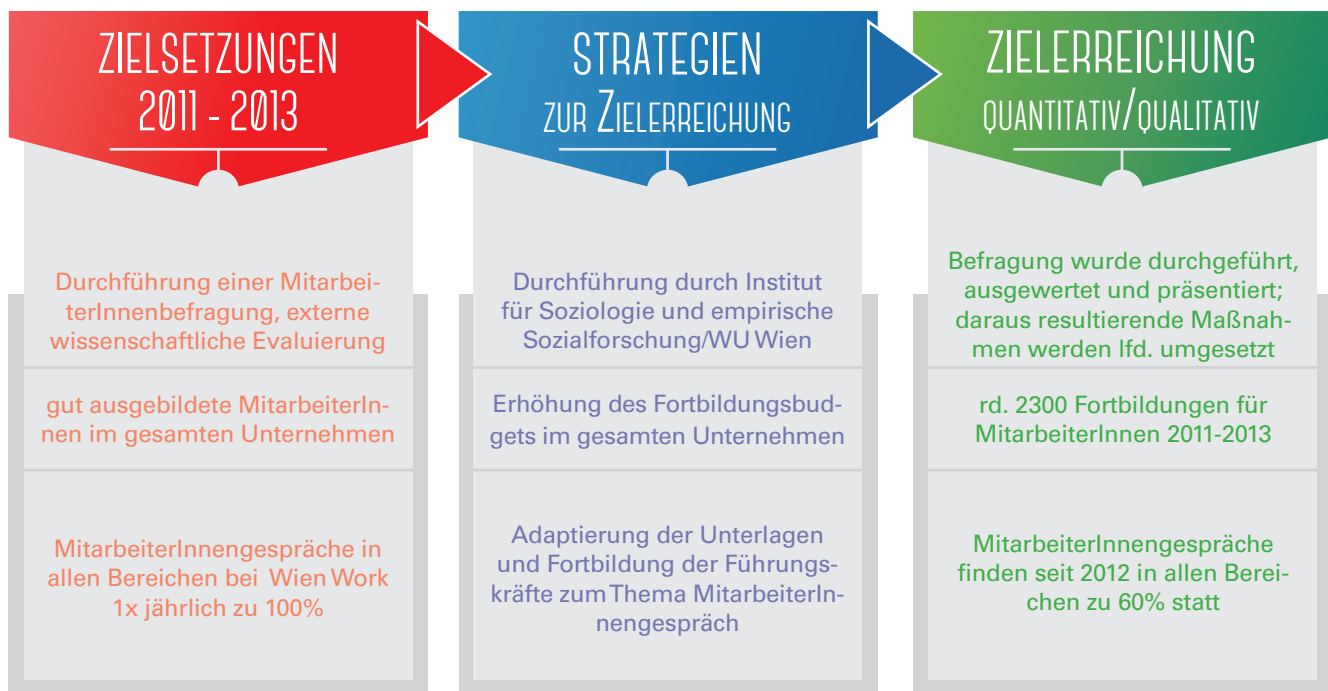 ZIELSETZUNGEN
2011 - 2013
Durchführung einer Mitarbei-
terInnenbefragung, externe
wissenschaftliche Evaluierung
gut ausgebildete MitarbeiterIn-
nen im gesamten Unternehmen
MitarbeiterInnengespräche in
allen Bereichen bei Wien Work
1x jährlich zu 100%
STRATEGIEN
ZUR ZIELERREICHUNG
Durchführung durch Institut
für Soziologie und empirische
Sozialforschung/WU Wien
Erhöhung des Fortbildungsbud-
gets im gesamten Unternehmen
Adaptierung der Unterlagen
und Fortbildung der Führungs-
kräfte zum Thema MitarbeiterIn-
nengespräch
ZIELERREICHUNG
QUANTITATIV/QUALITATIV
Befragung wurde durchgeführt,
ausgewertet und präsentiert;
daraus resultierende Maßnah-
men werden lfd. umgesetzt
rd. 2300 Fortbildungen für
MitarbeiterInnen 2011-2013
MitarbeiterInnengespräche
finden seit 2012 in allen Berei-
chen zu 60% statt